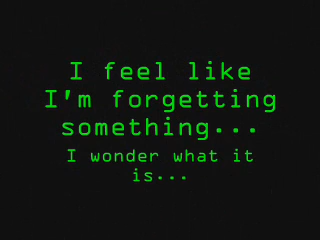 I feel like
I'm forgetting
something...
I wonder what it
is...